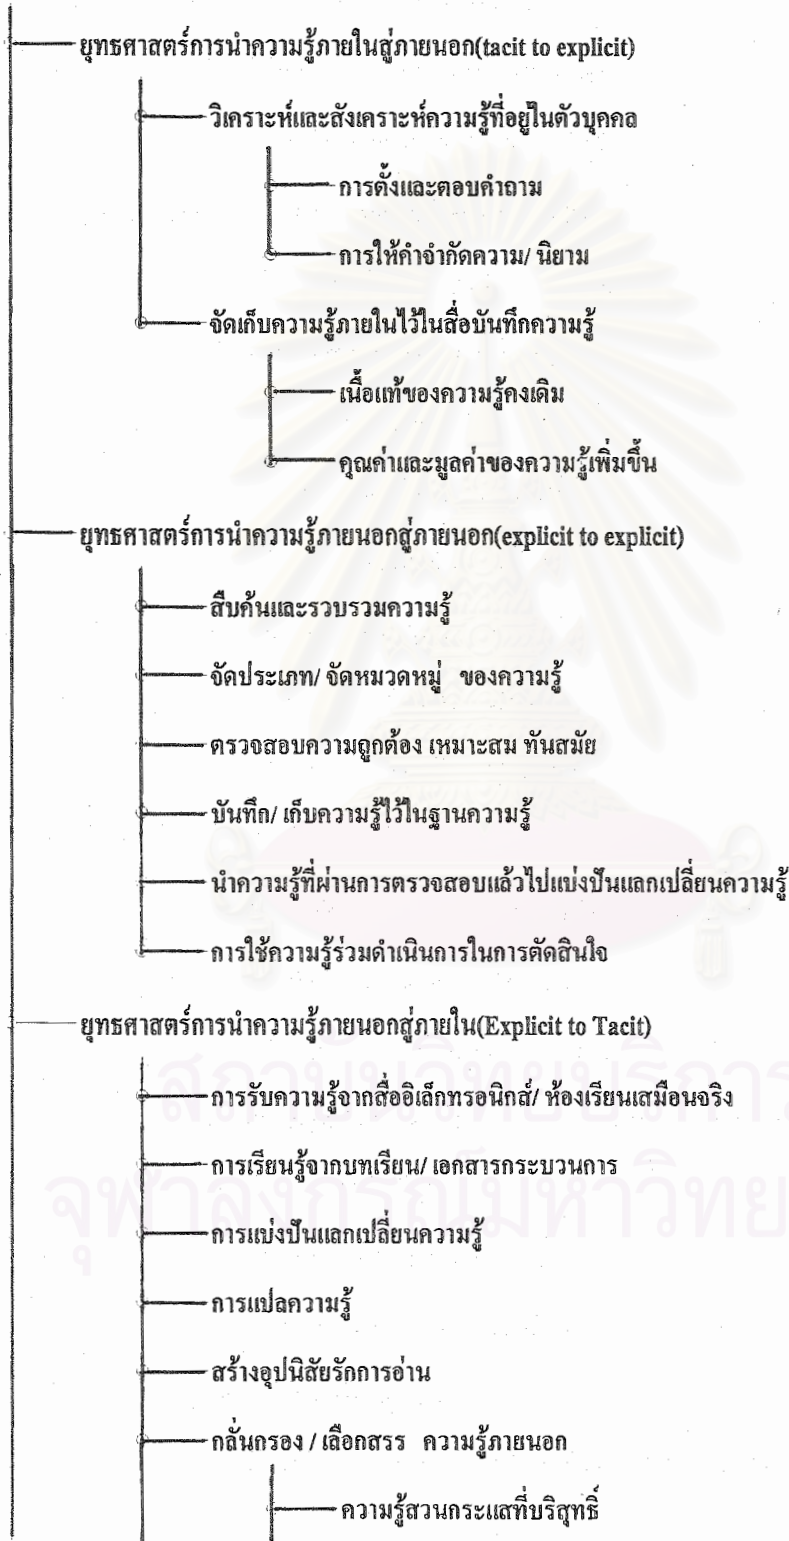 ยุทธศาสตร์การนำความรู้ภายในสู่ภายนอก(tacit to explicit)
วิเคราะห์และสังเคราะห์ความรู้ที่อยู่ในตัวบุคคล
การตั้งและตอบคำถาม
การให้คำจำกัดความ/ นิยาม
จัดเก็บความรู้ภายในไว้ในสื่อบันทึกความรู้
เนื้อแท้ของความรู้คงเดิม
คุณค่าและมูลค่าของความรู้เพิ่มขึ้น
ยุทธศาสตร์การนำความรู้ภายนอกสู่ภายนอก(explicit to explicit)
สืบค้นและรวบรวมความรู้
จัดประเภท/ จัดหมวดหมู่ ของความรู้
ตรวจสอบความถูกต้อง เหมาะสม ทันสมัย
บันทึก/ เก็บความรู้ไว้ในฐานความรู้
นำความรู้ที่ผ่านการตรวจสอบแล้วไปแบ่งปันแลกเปลี่ยนความรู้
การใช้ความรู้ร่วมดำเนินการในการตัดสินใจ
ยุทธศาสตร์การนำความรู้ภายนอกสู่ภายใน(Explicit to Tacit)
สถาบันวิทยบริการ
การรับความรู้จากสื่ออิเล็กทรอนิกส์/ ห้องเรียนเสมือนจริง
การเรียนรู้จากบทเรียน/ เอกสารกระบวนการ
จุฬาลงกรณ์มหาวิทย
การแบ่งปันแลกเปลี่ยนความรู้
การแปลความรู้
สร้างอุปนิสัยรักการอ่าน
กลั่นกรอง / เลือกสรร ความรู้ภายนอก
ความรู้สวนกระแสที่บริสุทธิ์